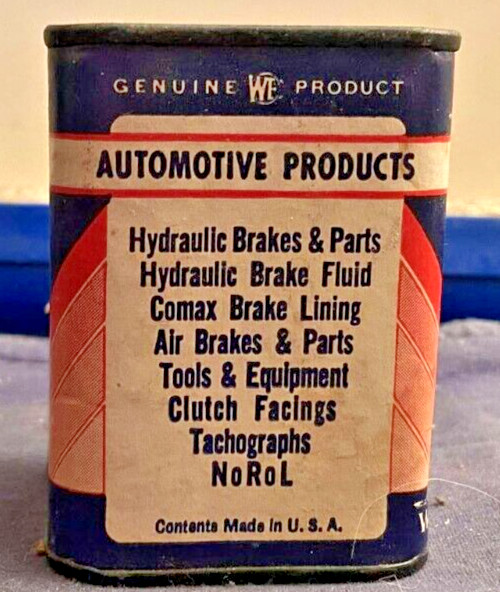 GENUINE WE PRODUCT
AUTOMOTIVE PRODUCTS
Hydraulic Brakes & Parts
Hydraulic Brake Fluid
Comax Brake Lining
Air Brakes & Parts
Tools & Equipment
Clutch Facings
Tachographs
NoRoL
Contents Made in U. S. A.